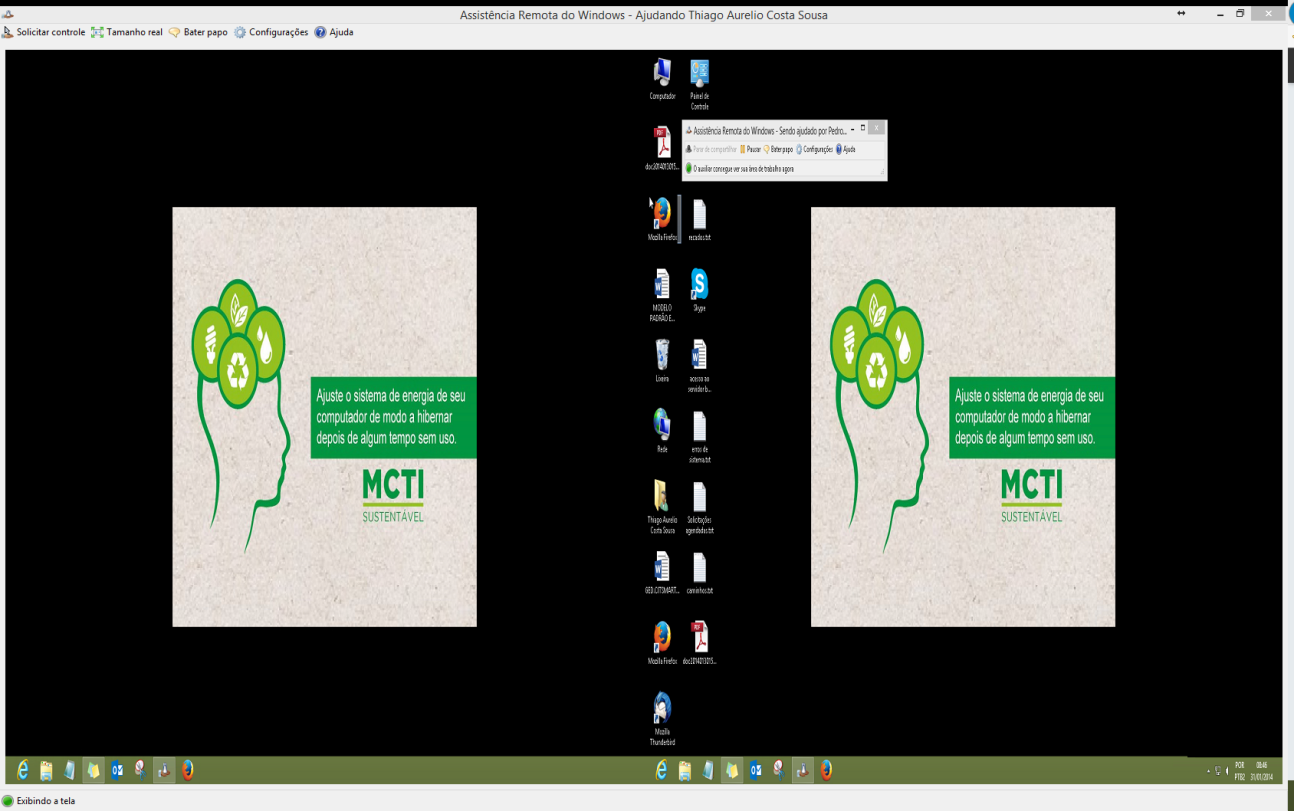 Assistência Remota do Windows - Ajudando Thiago Aurelio Costa Sousa
Solicitar controle Tamanho real Bater papo Configurações Ajuda
Computador
Painel de
Controle
Assistência Remota do Windows - Sendo ajudado por Pedro...
Parar de compartilhar Pausar Bater papo Configurações Ajuda
O auxiliar consegue ver sua área de trabalho agora
PDF
doc2014013015...
Mozilla Firefox
recados.txt
MODELO
PADRÃO E...
Skype
Lixeira
acesso ao
servidor b...
Rede
erros de
sistema.txt
Thiago Aurelio
Costa Sousa
Solicitações
agendadas.txt
GED.CITSMART...
caminhos.txt
Mozilla Firefox
PDF
doc2014013015...
Mozilla
Thunderbird
Ajuste o sistema de energia de seu
computador de modo a hibernar
depois de algum tempo sem uso.
MCTI
SUSTENTÁVEL
Ajuste o sistema de energia de seu
computador de modo a hibernar
depois de algum tempo sem uso.
MCTI
SUSTENTÁVEL
POR 08:46
PTB2 31/01/2014
Exibindo a tela